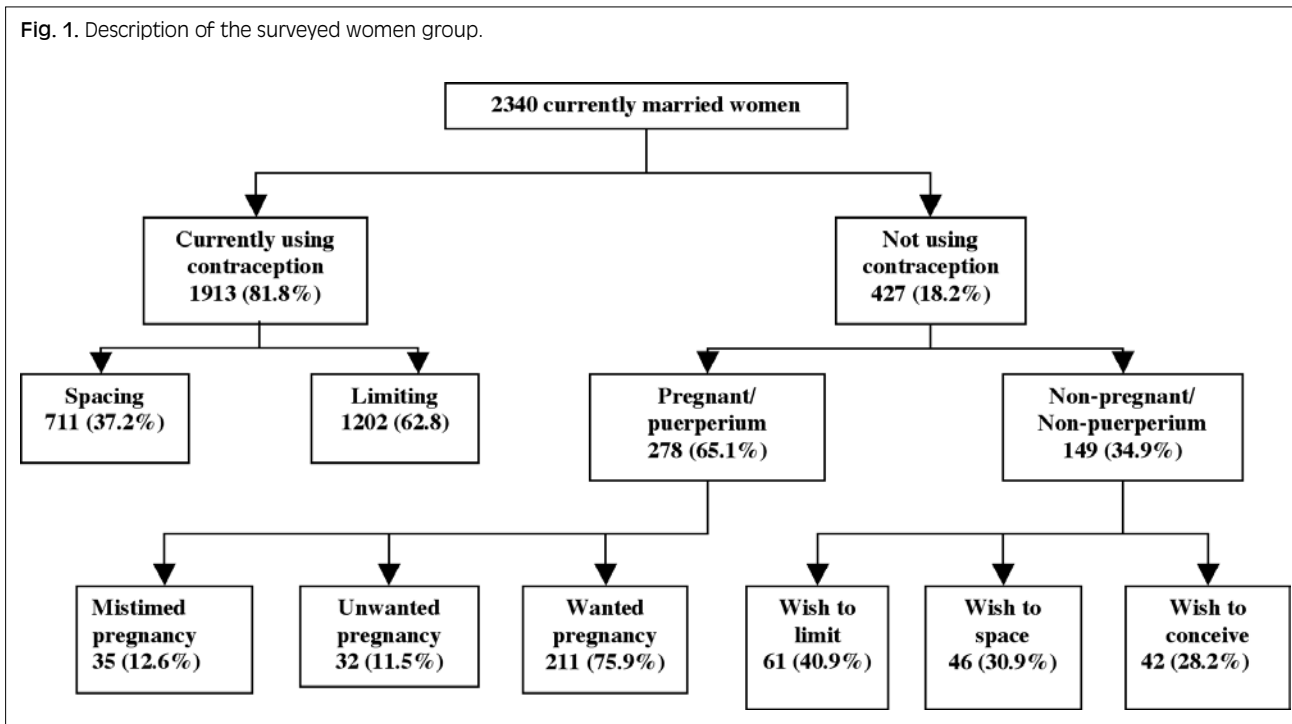 Fig. 1. Description of the surveyed women group.
2340 currently married women
Currently using
contraception
1913 (81.8%)
Not using
contraception
427 (18.2%)
Spacing
711 (37.2%)
Limiting
1202 (62.8)
Pregnant/
puerperium
278 (65.1%)
Non-pregnant/
Non-puerperium
149 (34.9%)
Mistimed
pregnancy
35 (12.6%)
Unwanted
pregnancy
32 (11.5%)
Wanted
pregnancy
211 (75.9%)
Wish to
limit
61 (40.9%)
Wish to
space
46 (30.9%)
Wish to
conceive
42 (28.2%)